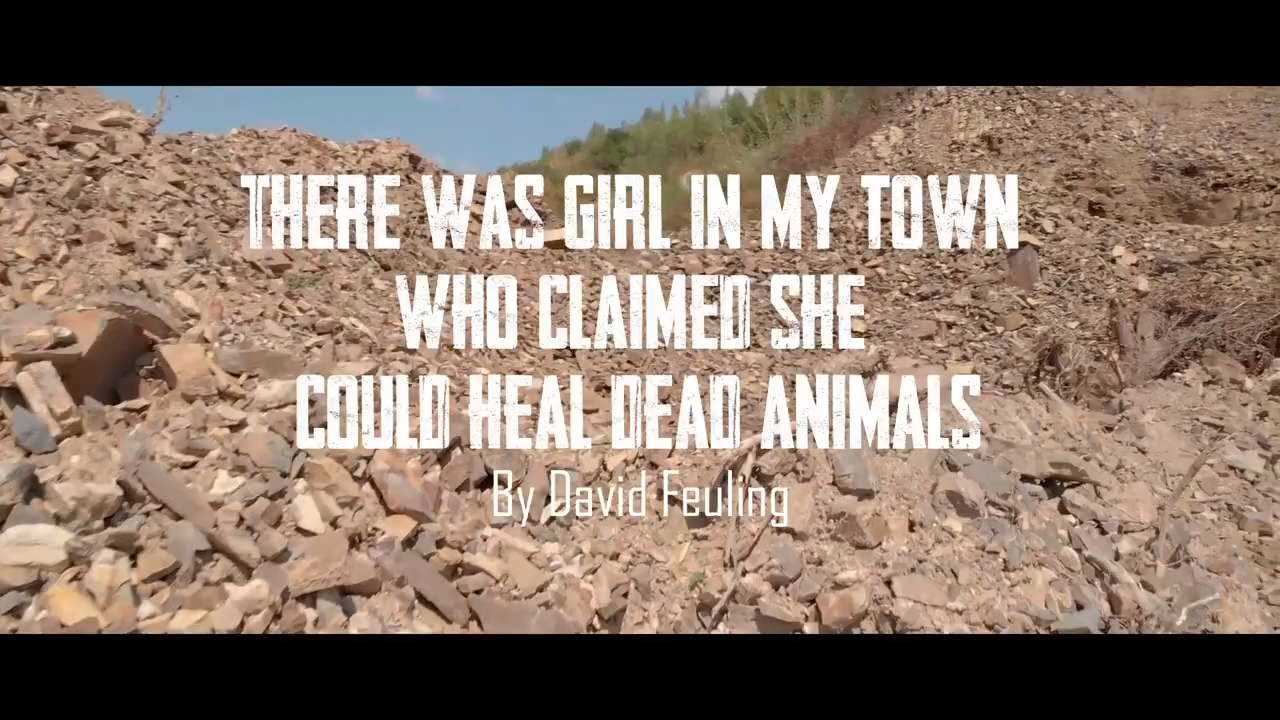 THERE WAS GIRL IN MY TOWN
WHO CLAIMED SHE
COULD HEAL DEAD ANIMALS
By David Feuling